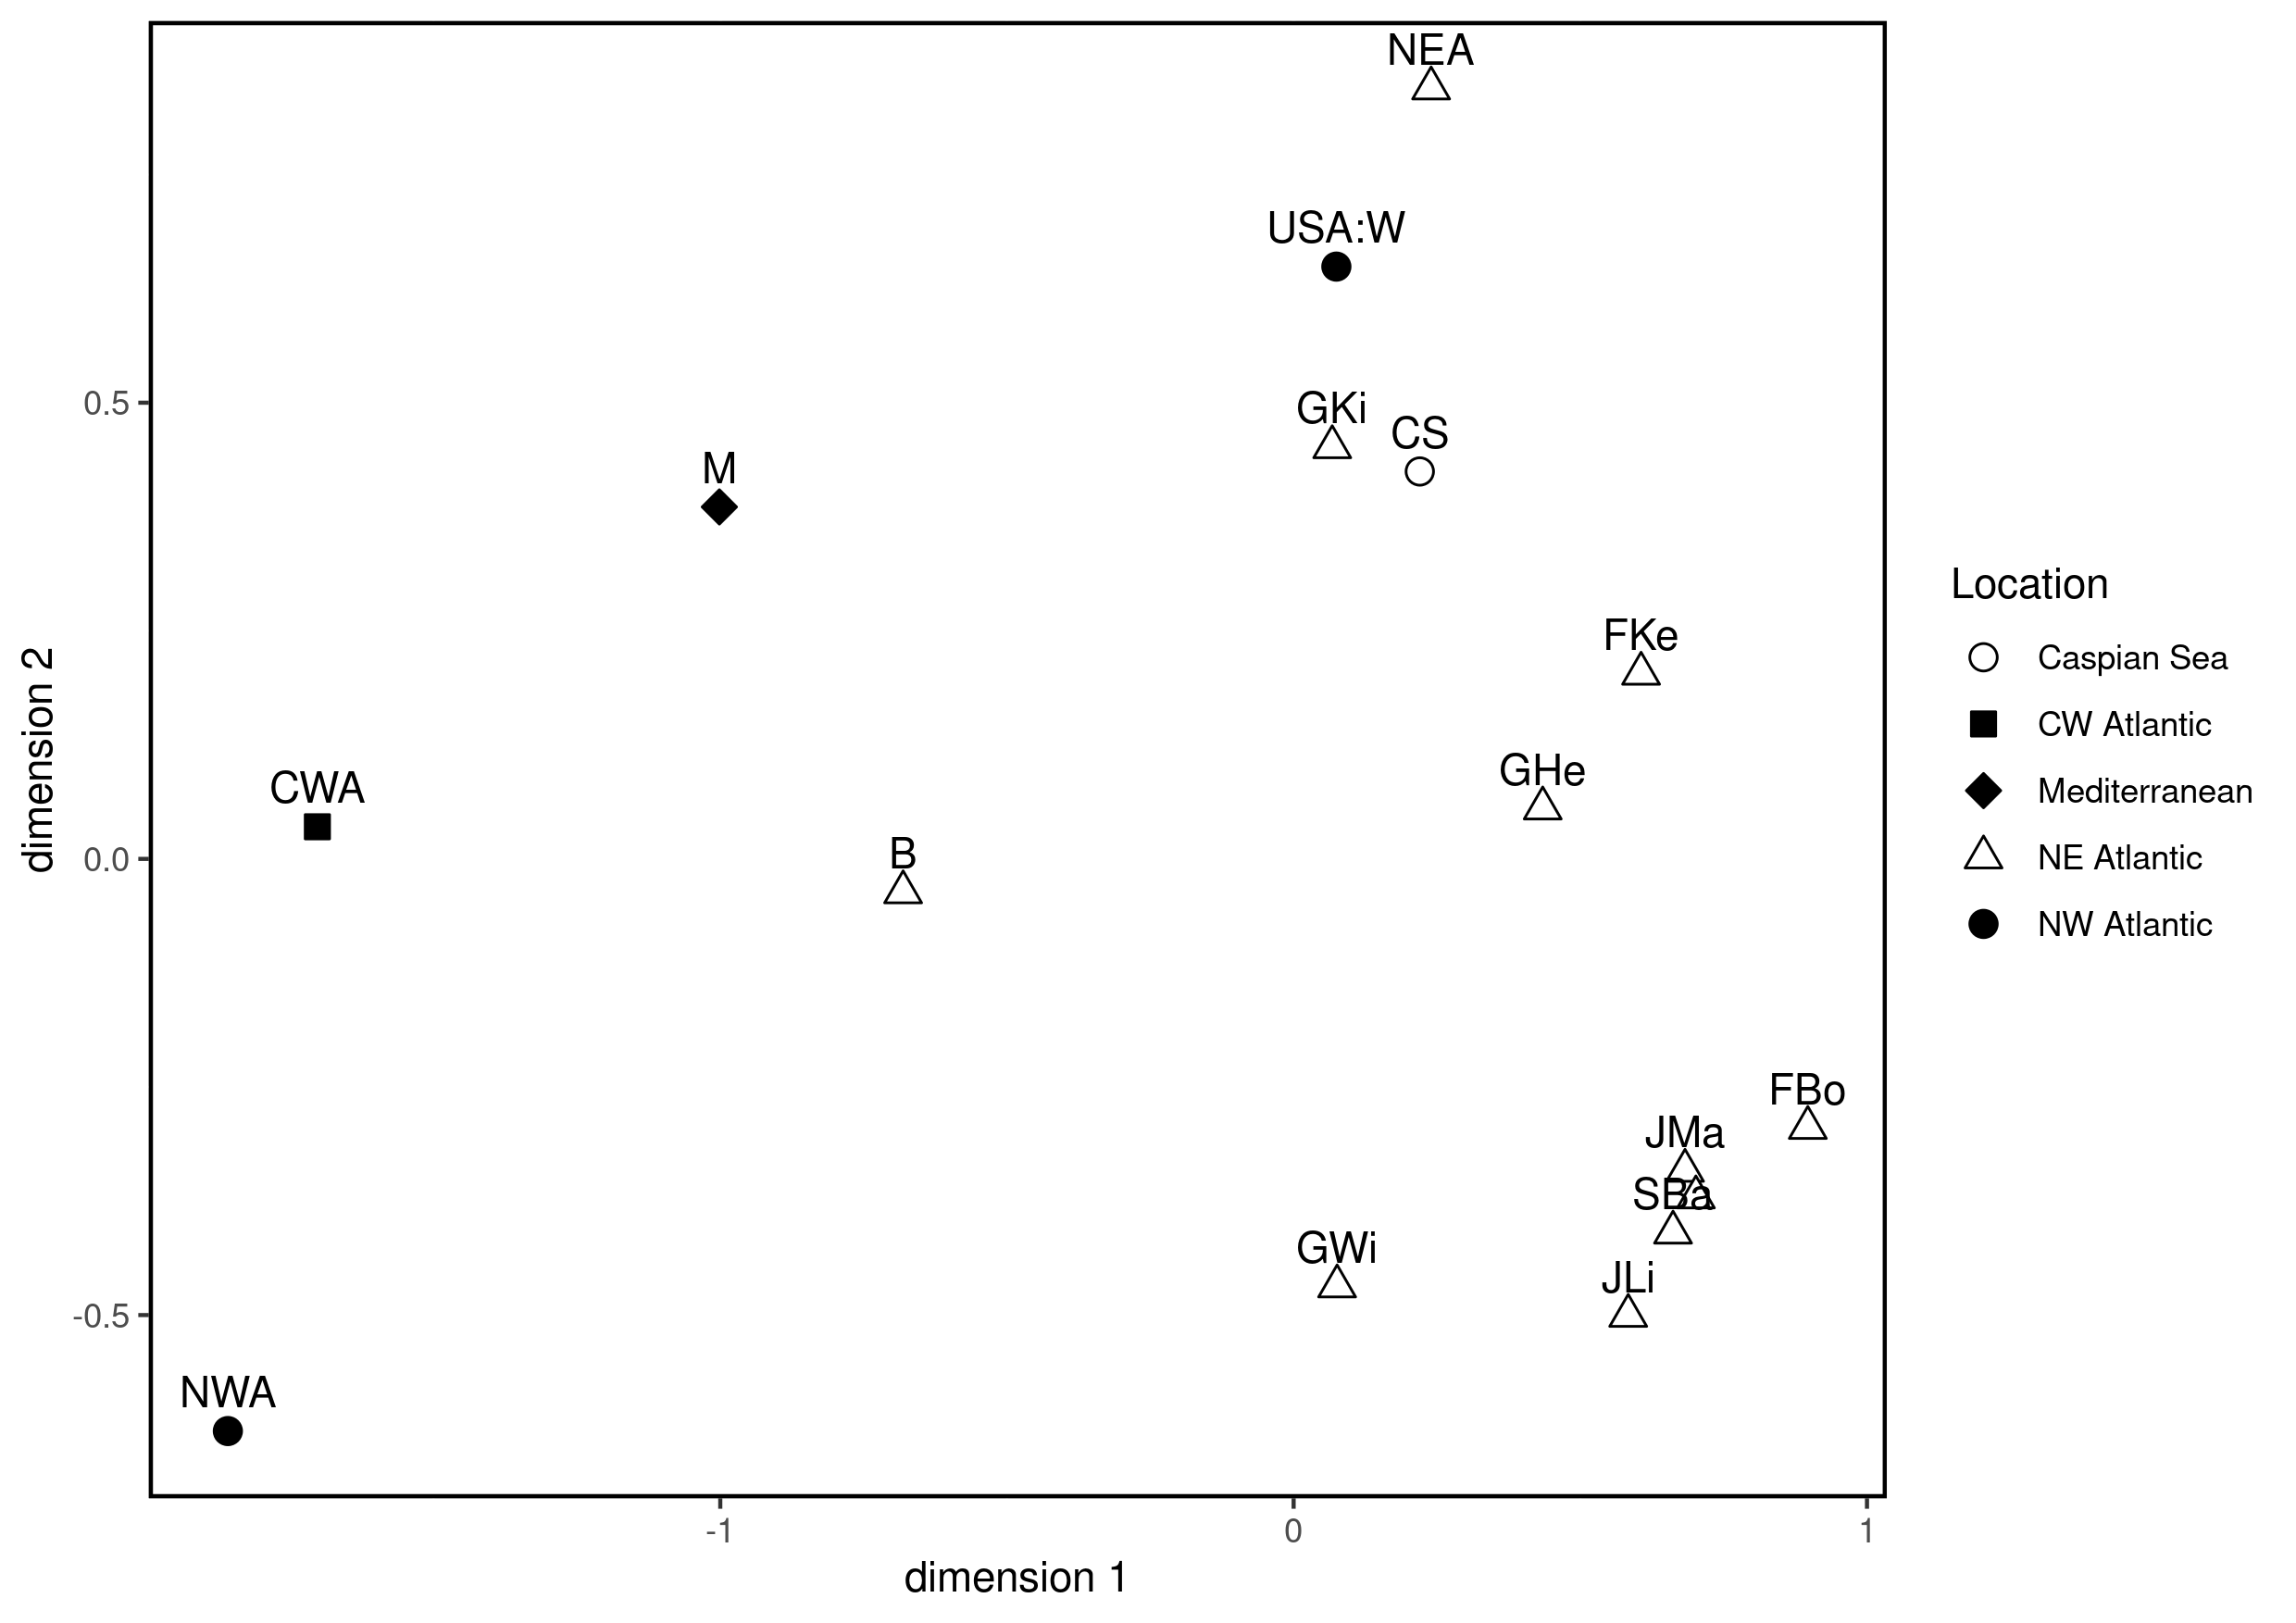 NEA
USA:W
0.5
GKi
CS
M
Location
FKe
Caspian Sea
CW Atlantic
GHe
CWA
Mediterranean
dimension 2
0.0
B
NE Atlantic
NW Atlantic
FBo
JMa
SBa
GWi
JLi
-0.5
NWA
-1
0
1
dimension 1